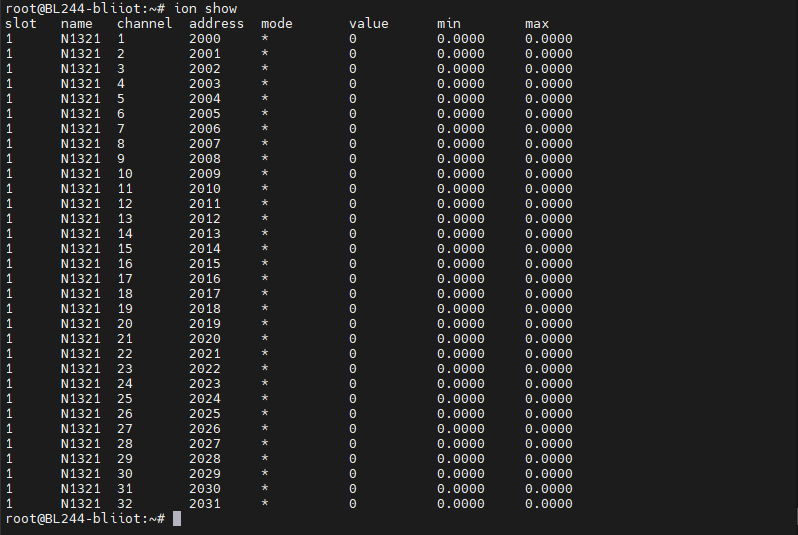 root@BL244-bliiot:~# ion show
slot name channel address mode value min max
1 N1321 1 2000 * 0 0.0000 0.0000
1 N1321 2 2001 * 0 0.0000 0.0000
1 N1321 3 2002 * 0 0.0000 0.0000
1 N1321 4 2003 * 0 0.0000 0.0000
1 N1321 5 2004 * 0 0.0000 0.0000
1 N1321 6 2005 * 0 0.0000 0.0000
1 N1321 7 2006 * 0 0.0000 0.0000
1 N1321 8 2007 * 0 0.0000 0.0000
1 N1321 9 2008 * 0 0.0000 0.0000
1 N1321 10 2009 * 0 0.0000 0.0000
1 N1321 11 2010 * 0 0.0000 0.0000
1 N1321 12 2011 * 0 0.0000 0.0000
1 N1321 13 2012 * 0 0.0000 0.0000
1 N1321 14 2013 * 0 0.0000 0.0000
1 N1321 15 2014 * 0 0.0000 0.0000
1 N1321 16 2015 * 0 0.0000 0.0000
1 N1321 17 2016 * 0 0.0000 0.0000
1 N1321 18 2017 * 0 0.0000 0.0000
1 N1321 19 2018 * 0 0.0000 0.0000
1 N1321 20 2019 * 0 0.0000 0.0000
1 N1321 21 2020 * 0 0.0000 0.0000
1 N1321 22 2021 * 0 0.0000 0.0000
1 N1321 23 2022 * 0 0.0000 0.0000
1 N1321 24 2023 * 0 0.0000 0.0000
1 N1321 25 2024 * 0 0.0000 0.0000
1 N1321 26 2025 * 0 0.0000 0.0000
1 N1321 27 2026 * 0 0.0000 0.0000
1 N1321 28 2027 * 0 0.0000 0.0000
1 N1321 29 2028 * 0 0.0000 0.0000
1 N1321 30 2029 * 0 0.0000 0.0000
1 N1321 31 2030 * 0 0.0000 0.0000
1 N1321 32 2031 * 0 0.0000 0.0000
root@BL244-bliiot:~#